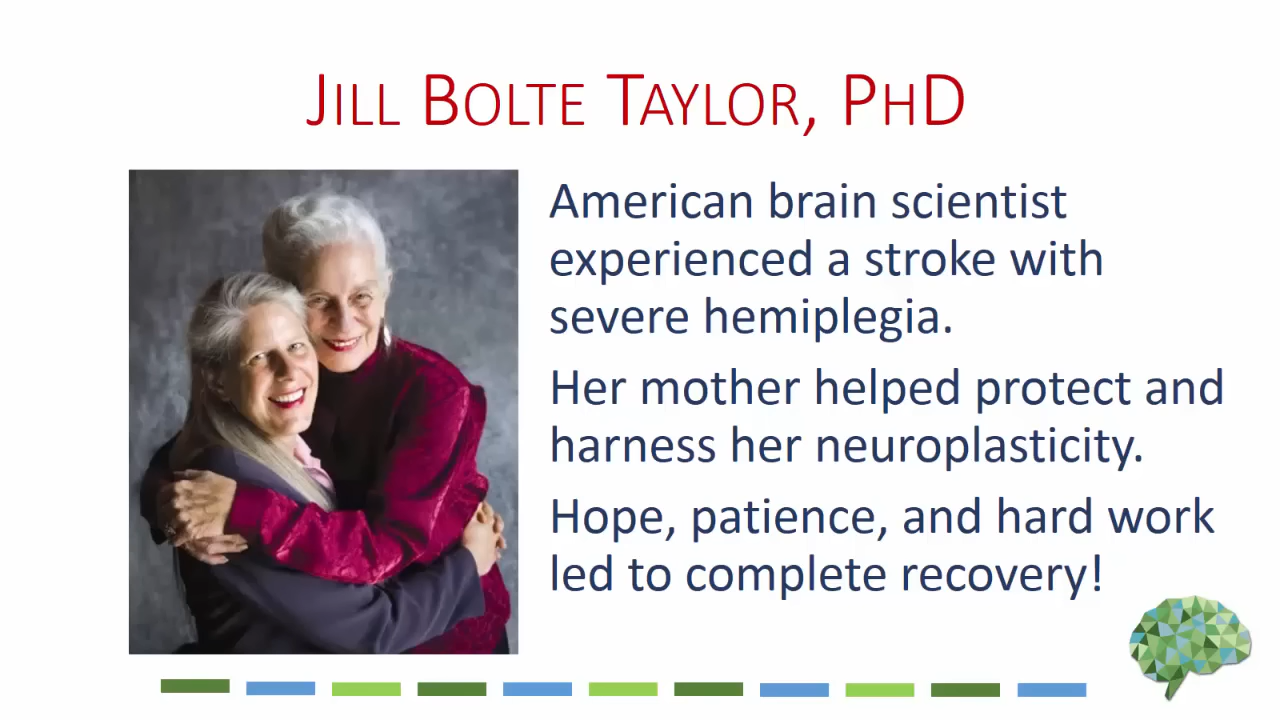 Jill Bolte Taylor, PhD
American brain scientist
experienced a stroke with
severe hemiplegia.
Her mother helped protect and
harness her neuroplasticity.
Hope, patience, and hard work
led to complete recovery!